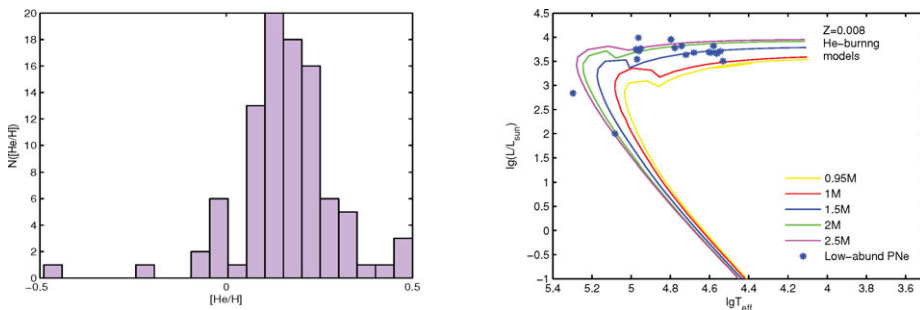 20
18
16
14
12
10
8
6
4
2
0
−0.5
0
0.5
N([He/H])
[He/H]
4.5
4
3.5
3
2.5
2
1.5
1
0.5
0
−0.5
−1
5.4
5.2
5
4.8
4.6
4.4
4.2
4
3.8
3.6
lg(L/Lsun)
lgTeff
Z=0.008
He-burnng
models
0.95M
1M
1.5M
2M
2.5M
Low-abund PNe